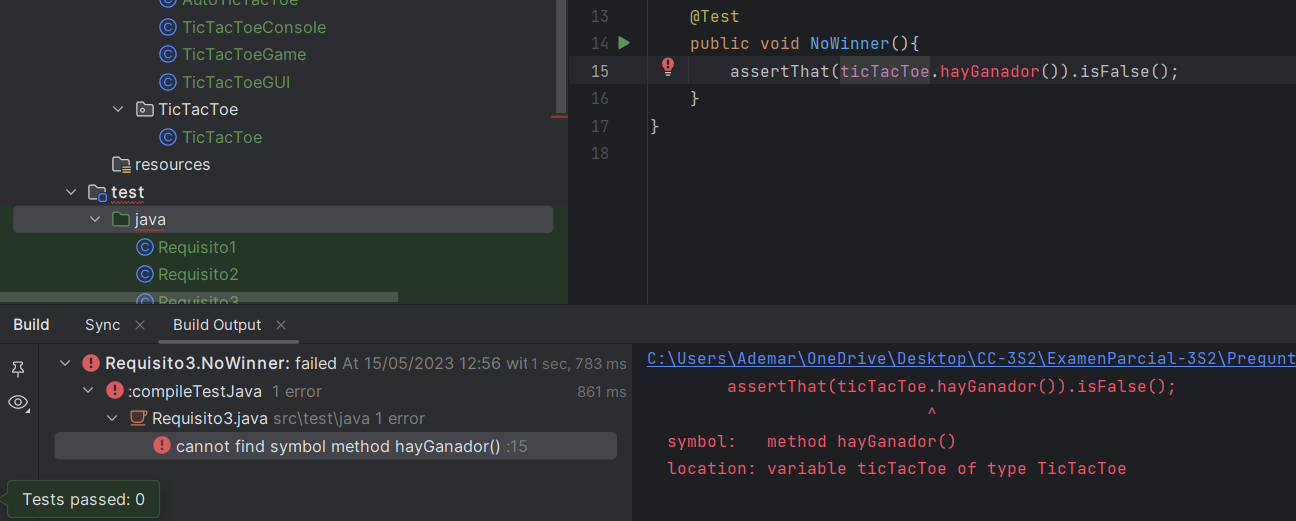 AutoTicTacToe
TicTacToeConsole
TicTacToeGame
TicTacToeGUI
TicTacToe
TicTacToe
resources
test
java
Requisito1
Requisito2
Requisito3
13 @Test
14 public void NoWinner(){
15 assertThat(ticTacToe.hayGanador()).isFalse();
16 }
17 }
18
Build Sync Build Output
Requisito3.NoWinner: failed At 15/05/2023 12:56 wit 1 sec, 783 ms
:compileTestJava 1 error 861 ms
Requisito3.java src\test\java 1 error
cannot find symbol method hayGanador() :15
Tests passed: 0
C:\Users\Ademar\OneDrive\Desktop\CC-3S2\ExamenParcial-3S2\Pregunt
assertThat(ticTacToe.hayGanador()).isFalse();
^
symbol: method hayGanador()
location: variable ticTacToe of type TicTacToe